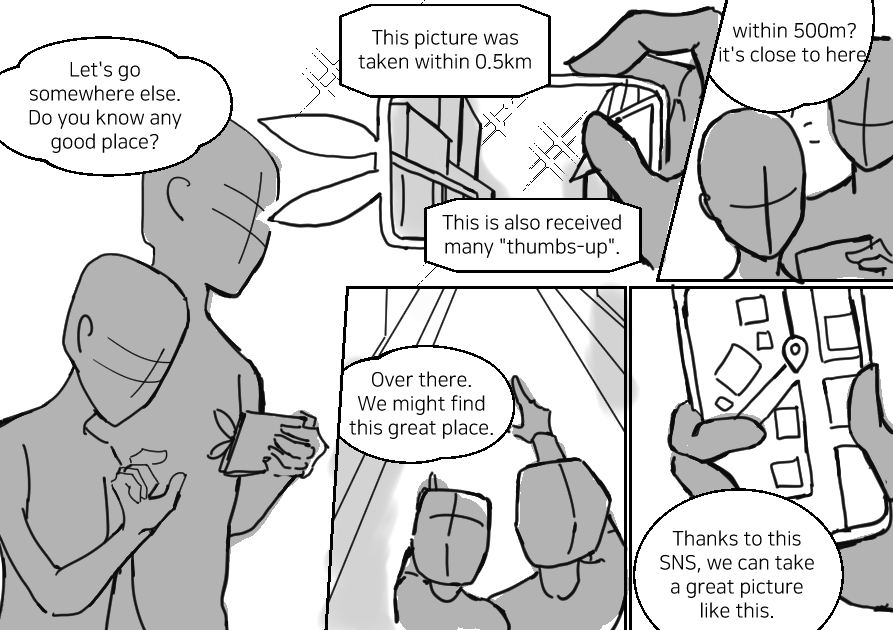 Let's go
somewhere else.
Do you know any
good place?
This picture was
taken within 0.5km
This is also received
many "thumbs-up".
within 500m?
it's close to here.
Over there.
We might find
this great place.
Thanks to this
SNS, we can take
a great picture
like this.